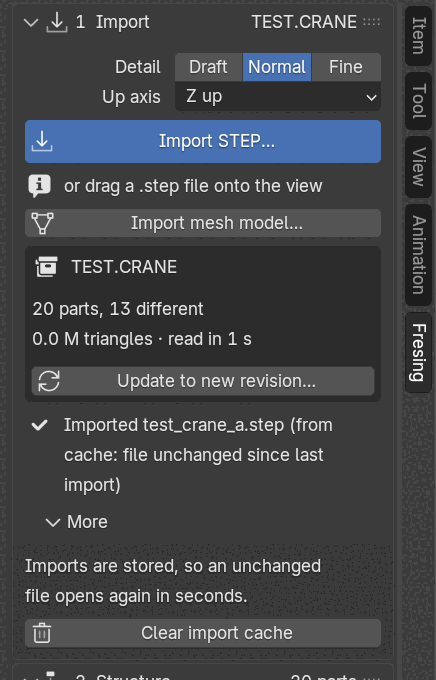 1 Import TEST.CRANE
Detail Draft Normal Fine
Up axis Z up
Import STEP...
or drag a .step file onto the view
Import mesh model...
TEST.CRANE
20 parts, 13 different
0.0 M triangles · read in 1 s
Update to new revision...
Imported test_crane_a.step (from
cache: file unchanged since last
import)
More
Imports are stored, so an unchanged
file opens again in seconds.
Clear import cache
2 Structure 20 parts
Item
Tool
View
Animation
Fresing